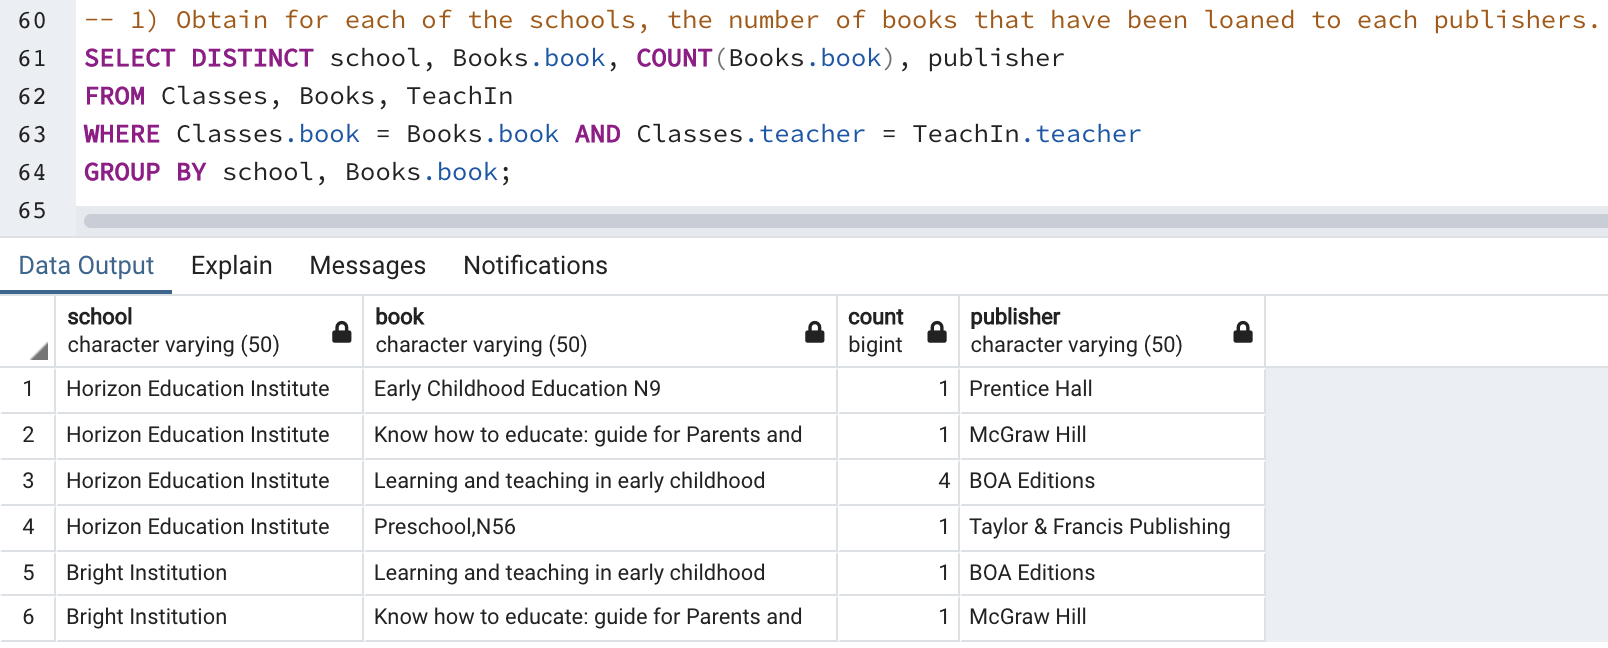 60 -- 1) Obtain for each of the schools, the number of books that have been loaned to each publishers.
61 SELECT DISTINCT school, Books.book, COUNT(Books.book), publisher
62 FROM Classes, Books, TeachIn
63 WHERE Classes.book = Books.book AND Classes.teacher = TeachIn.teacher
64 GROUP BY school, Books.book;
65
Data Output Explain Messages Notifications
school book count publisher
character varying (50) character varying (50) bigint character varying (50)
1 Horizon Education Institute Early Childhood Education N9 1 Prentice Hall
2 Horizon Education Institute Know how to educate: guide for Parents and 1 McGraw Hill
3 Horizon Education Institute Learning and teaching in early childhood 4 BOA Editions
4 Horizon Education Institute Preschool,N56 1 Taylor & Francis Publishing
5 Bright Institution Learning and teaching in early childhood 1 BOA Editions
6 Bright Institution Know how to educate: guide for Parents and 1 McGraw Hill